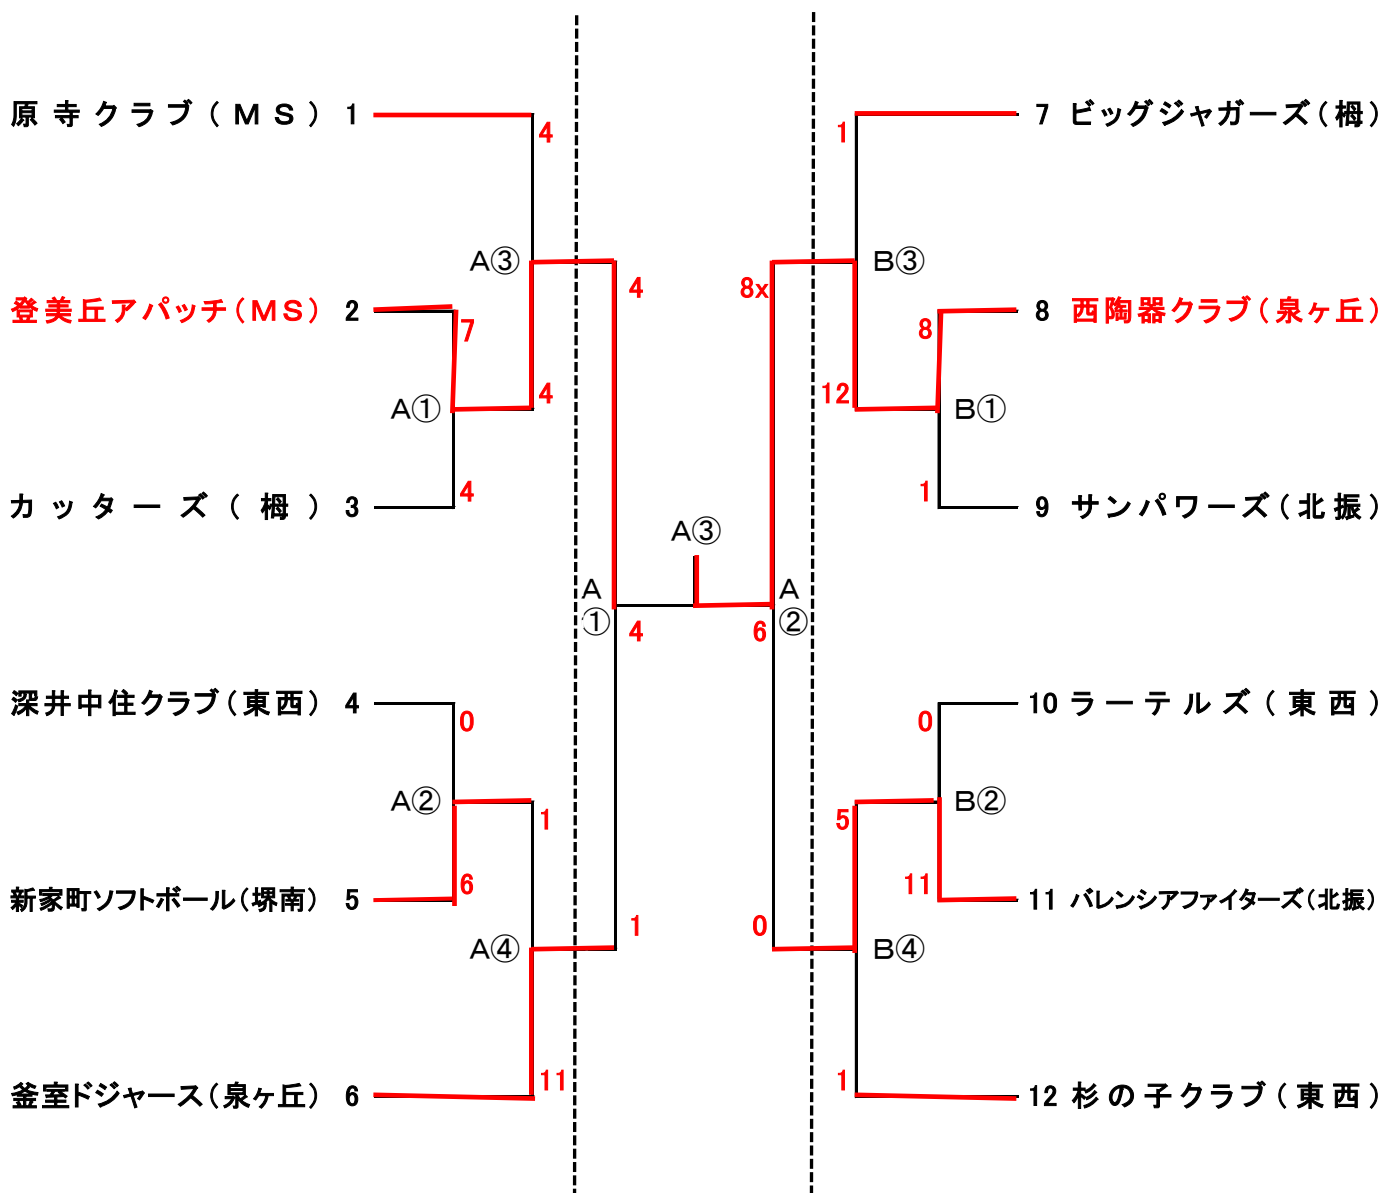 原寺クラブ(MS) 1
4
1
7 ビッグジャガーズ(栂)
A③
B③
登美丘アパッチ(MS) 2
7
4
8x
8
8 西陶器クラブ(泉ヶ丘)
A①
4
12
B①
カッターズ(栂) 3
4
1
9 サンパワーズ(北振)
A③
A
①
A
②
4
6
深井中住クラブ(東西) 4
0
0
10 ラーテルズ(東西)
A②
B②
1
5
新家町ソフトボール(堺南) 5
6
11
11 バレンシアファイターズ(北振)
1
0
A④
B④
釜室ドジャース(泉ヶ丘) 6
11
1
12 杉の子クラブ(東西)